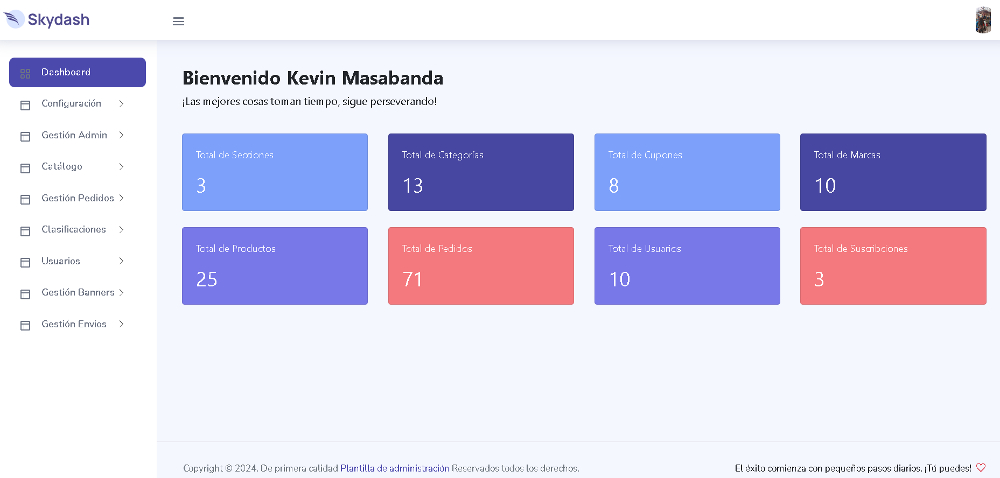 Skydash
Dashboard
Configuración
Gestión Admin
Catálogo
Gestión Pedidos
Clasificaciones
Usuarios
Gestión Banners
Gestión Envios
Bienvenido Kevin Masabanda
¡Las mejores cosas toman tiempo, sigue perseverando!
Total de Secciones
3
Total de Categorías
13
Total de Cupones
8
Total de Marcas
10
Total de Productos
25
Total de Pedidos
71
Total de Usuarios
10
Total de Suscribciones
3
Copyright © 2024. De primera calidad Plantilla de administración Reservados todos los derechos.
El éxito comienza con pequeños pasos diarios. ¡Tú puedes!